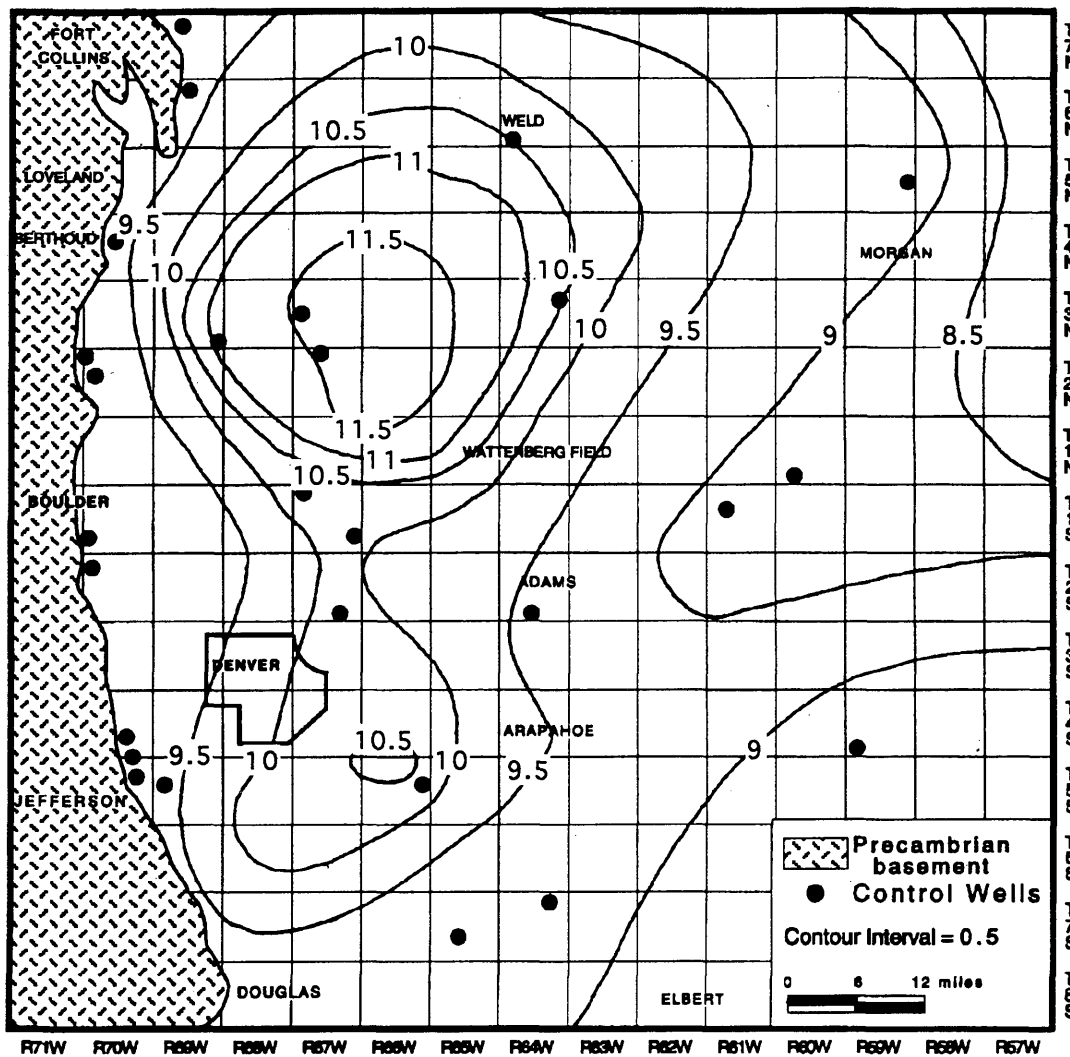 FORT
COLLINS
10
10.5
WELD
11
LOVELAND
9.5
BERTHOUD
11.5
10
10.5
MORGAN
10
9.5
9
8.5
11.5
11
WATTERBERG FIELD
10.5
BOULDER
ADAMS
DENVER
ARAPAHOE
10.5
9.5
10
10
9.5
9
JEFFERSON
Precambrian
basement
Control Wells
Contour Interval = 0.5
0 6 12 miles
DOUGLAS
ELBERT
R71W R70W R69W R68W R67W R66W R65W R64W R63W R62W R61W R60W R59W R58W R57W